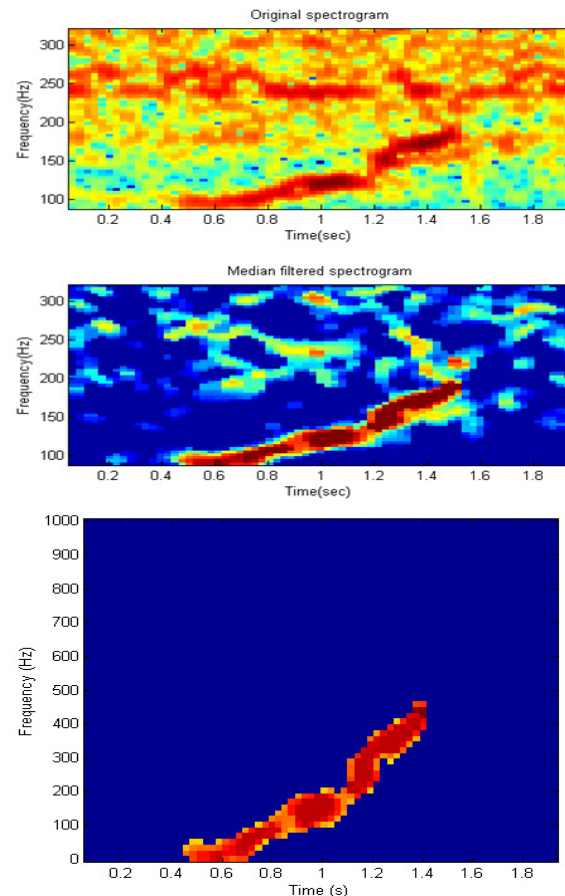 Original spectrogram
Frequency(Hz)
300
250
200
150
100
0.2 0.4 0.6 0.8 1 1.2 1.4 1.6 1.8
Time(sec)
Median filtered spectrogram
Frequency(Hz)
300
250
200
150
100
0.2 0.4 0.6 0.8 1 1.2 1.4 1.6 1.8
Time(sec)
Frequency (Hz)
1000
900
800
700
600
500
400
300
200
100
0
0.2 0.4 0.6 0.8 1 1.2 1.4 1.6 1.8
Time (s)